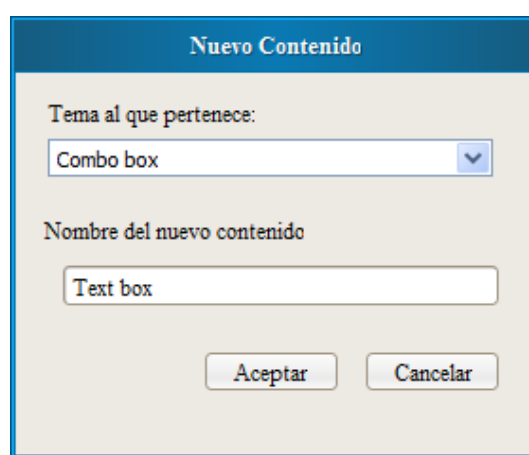 Nuevo Contenido
Tema al que pertenece:
Combo box
Nombre del nuevo contenido
Text box
Aceptar Cancelar